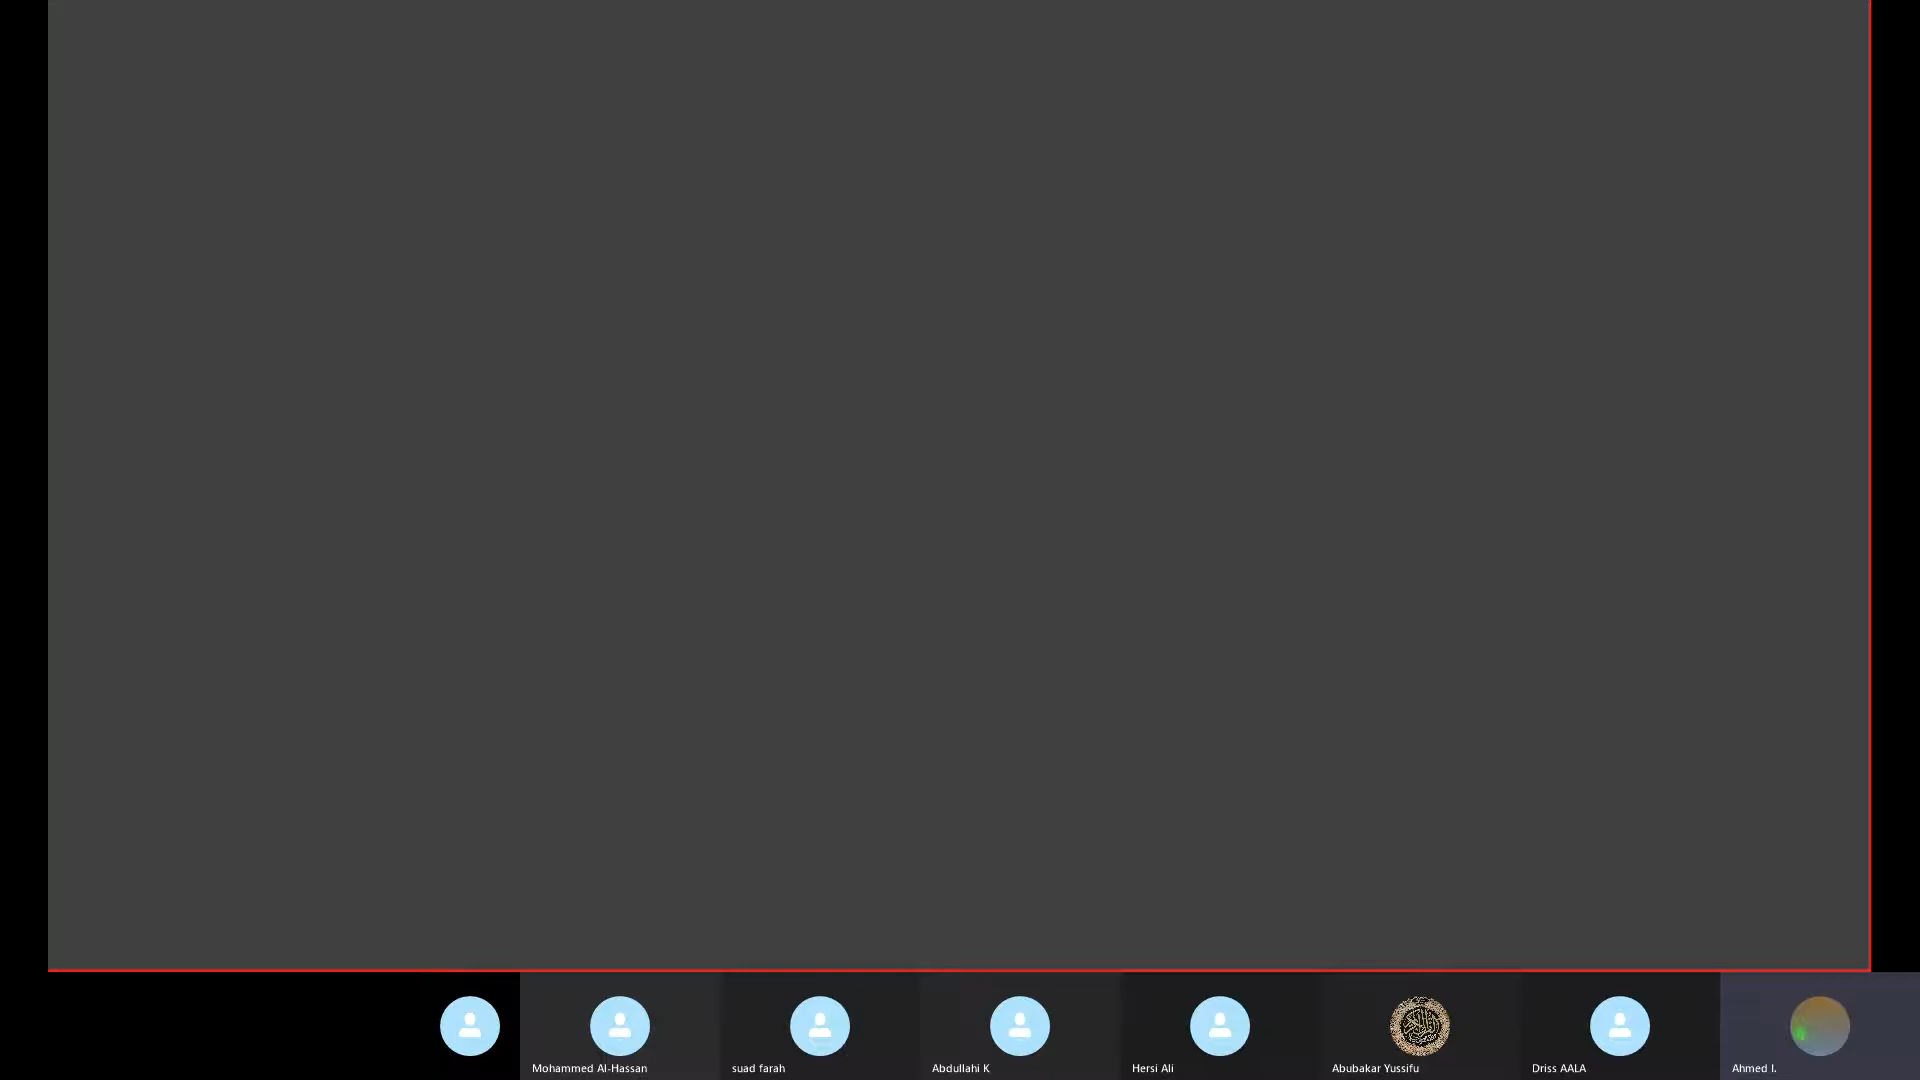 Mohammed Al-Hassan
suad farah
Abdullahi K
Hersi Ali
Abubakar Yussifu
Driss AALA
Ahmed I.